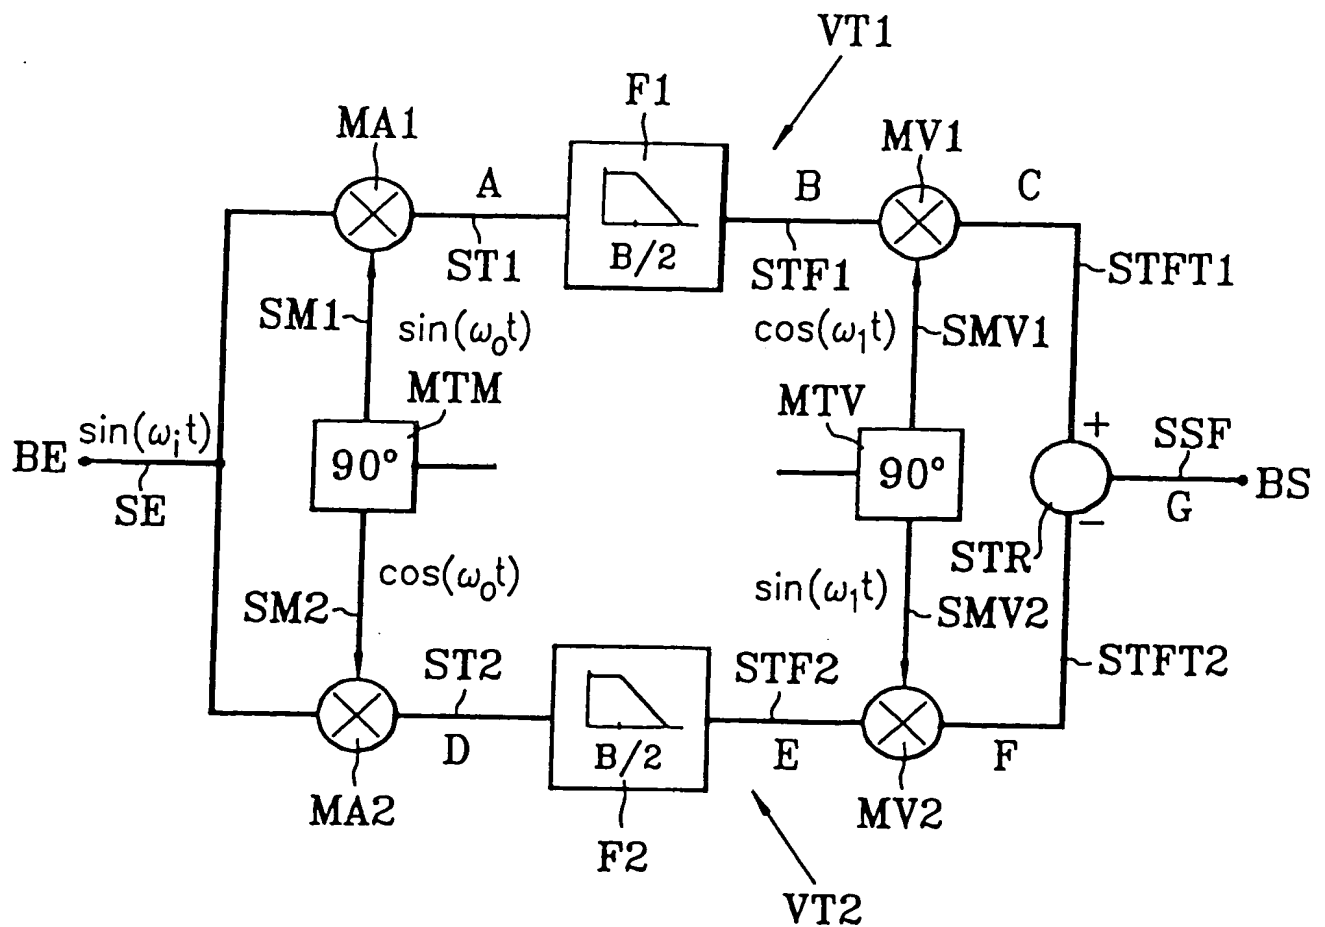 VT1
F1
MA1
MV1
A
B
C
B/2
ST1
STF1
STFT1
SM1
sin(ω₀t)
cos(ω₁t)
SMV1
MTM
MTV
+
sin(ωᵢt)
BE
90°
90°
SSF
BS
SE
G
−
STR
cos(ω₀t)
sin(ω₁t)
SM2
SMV2
ST2
STF2
STFT2
D
B/2
E
F
MA2
MV2
F2
VT2